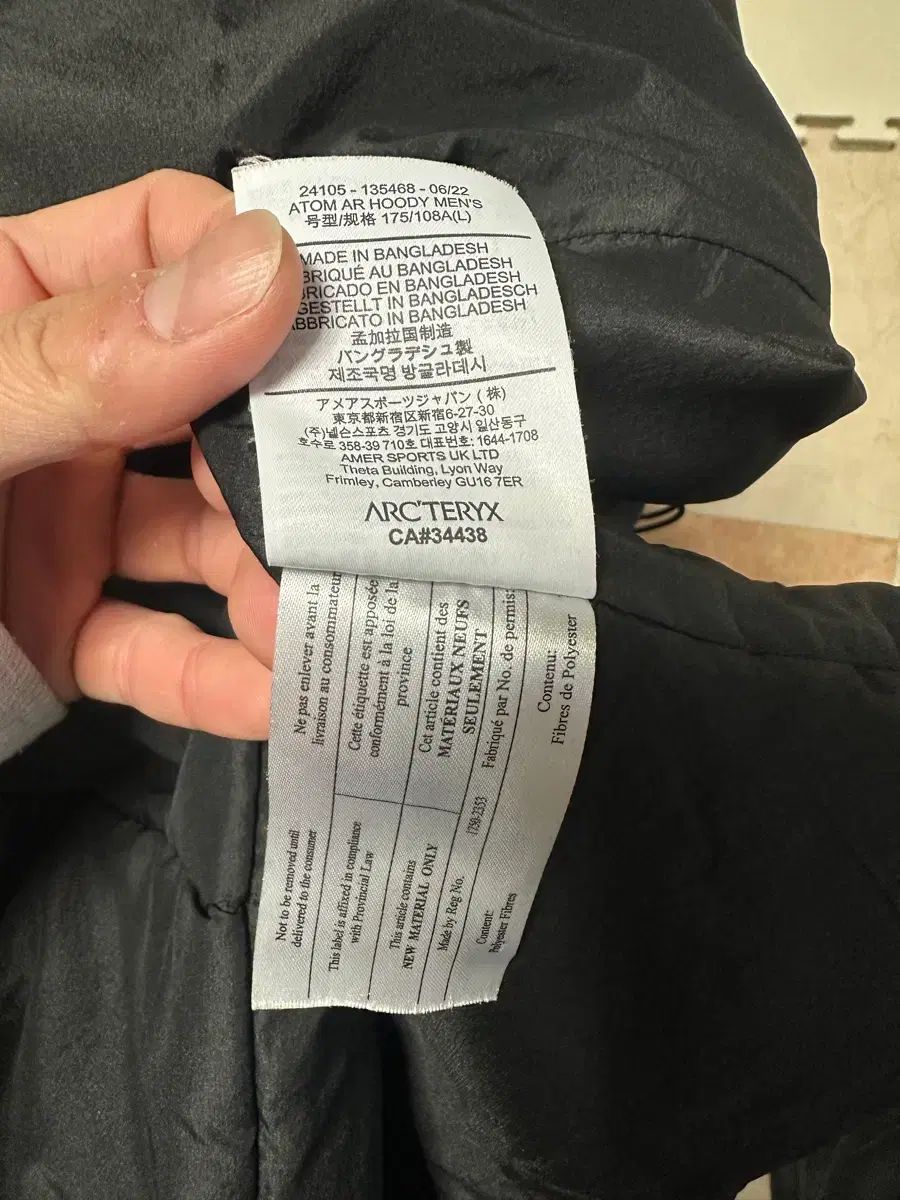 24105 - 135468 - 06/22
ATOM AR HOODY MEN'S
号型/规格 175/108A(L)
MADE IN BANGLADESH
BRIQUÉ AU BANGLADESH
BRICADO EN BANGLADESH
GESTELLT IN BANGLADESCH
ABBRICATO IN BANGLADESH
孟加拉国制造
バングラデシュ製
제조국명 방글라데시
アメアスポーツジャパン (株)
東京都新宿区新宿6-27-30
(주)넬슨스포츠 경기도 고양시 일산동구
호수로 358-39 710호 대표번호: 1644-1708
AMER SPORTS UK LTD
Theta Building, Lyon Way
Frimley, Camberley GU16 7ER
ARC'TERYX
CA#34438
Ne pas enlever avant la
livraison au consommateur
Cette étiquette est apposée
conformément à la loi de la
province
Cet article contient des
MATÉRIAUX NEUFS
SEULEMENT
Fabriqué par No. de permis:
Contenu:
Fibres de Polyester
Not to be removed until
delivered to the consumer
This label is affixed in compliance
with Provincial Law
This article contains
NEW MATERIAL ONLY
Made by Reg No.
Content:
Polyester Fibres